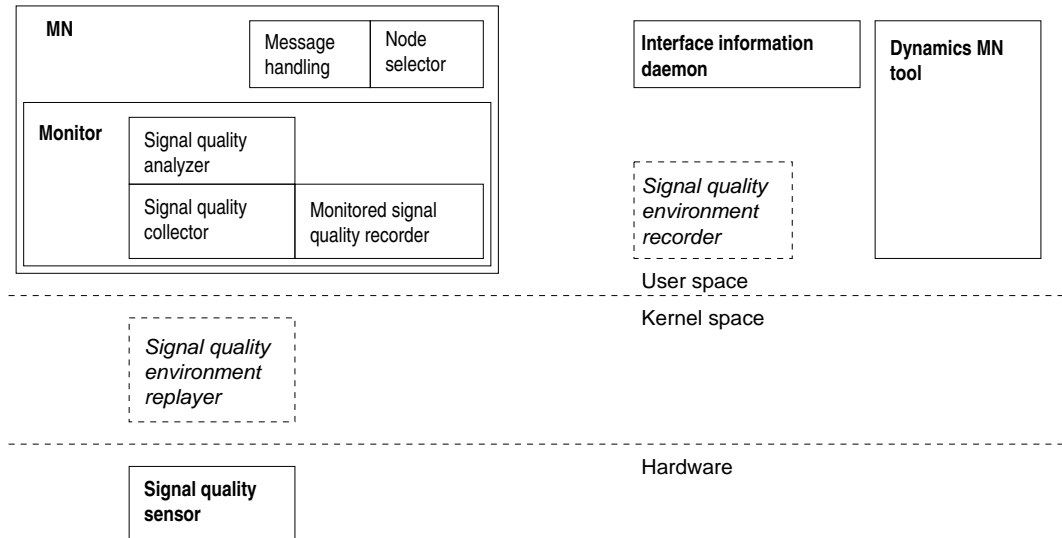 MN
Message
handling
Node
selector
Interface information
daemon
Dynamics MN
tool
Monitor
Signal quality
analyzer
Signal quality
collector
Monitored signal
quality recorder
Signal quality
environment
recorder
User space
Kernel space
Signal quality
environment
replayer
Hardware
Signal quality
sensor